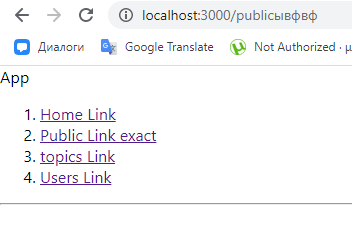 localhost:3000/publicывфвф
Диалоги Google Translate Not Authorized · μ
App
1. Home Link
2. Public Link exact
3. topics Link
4. Users Link